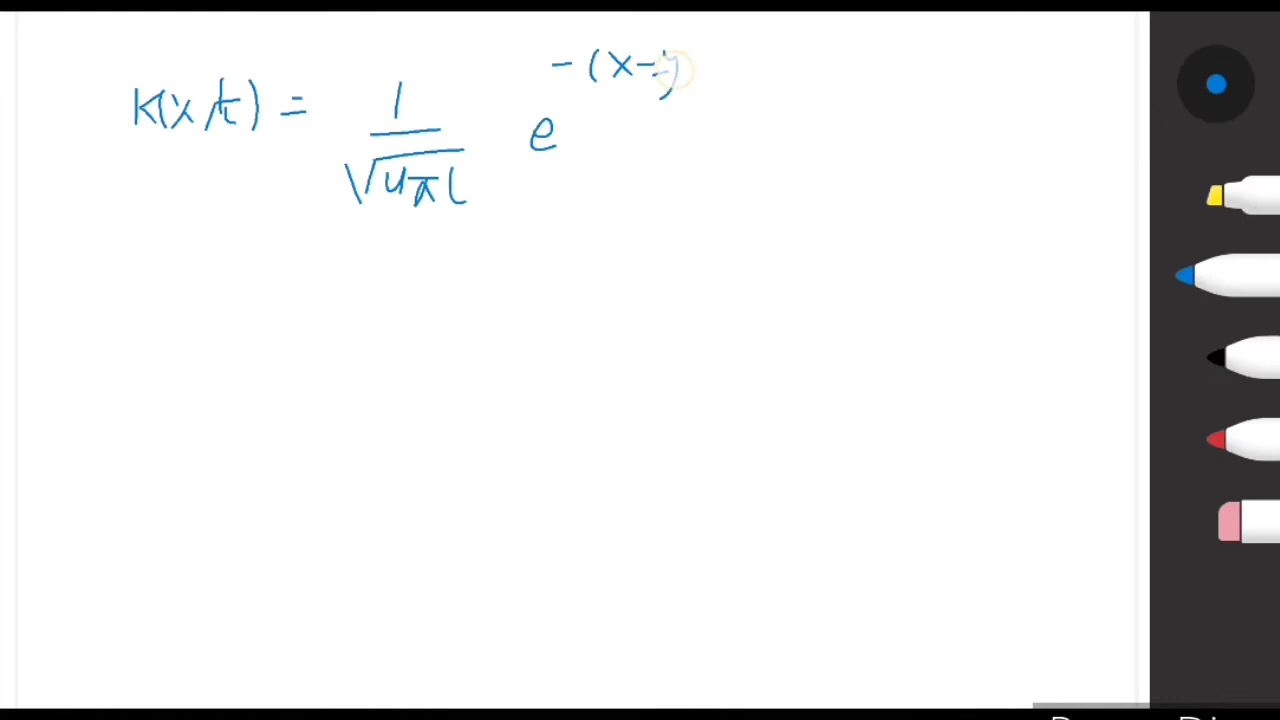 K(x,t) = 1/√4πt e^-(x-y)